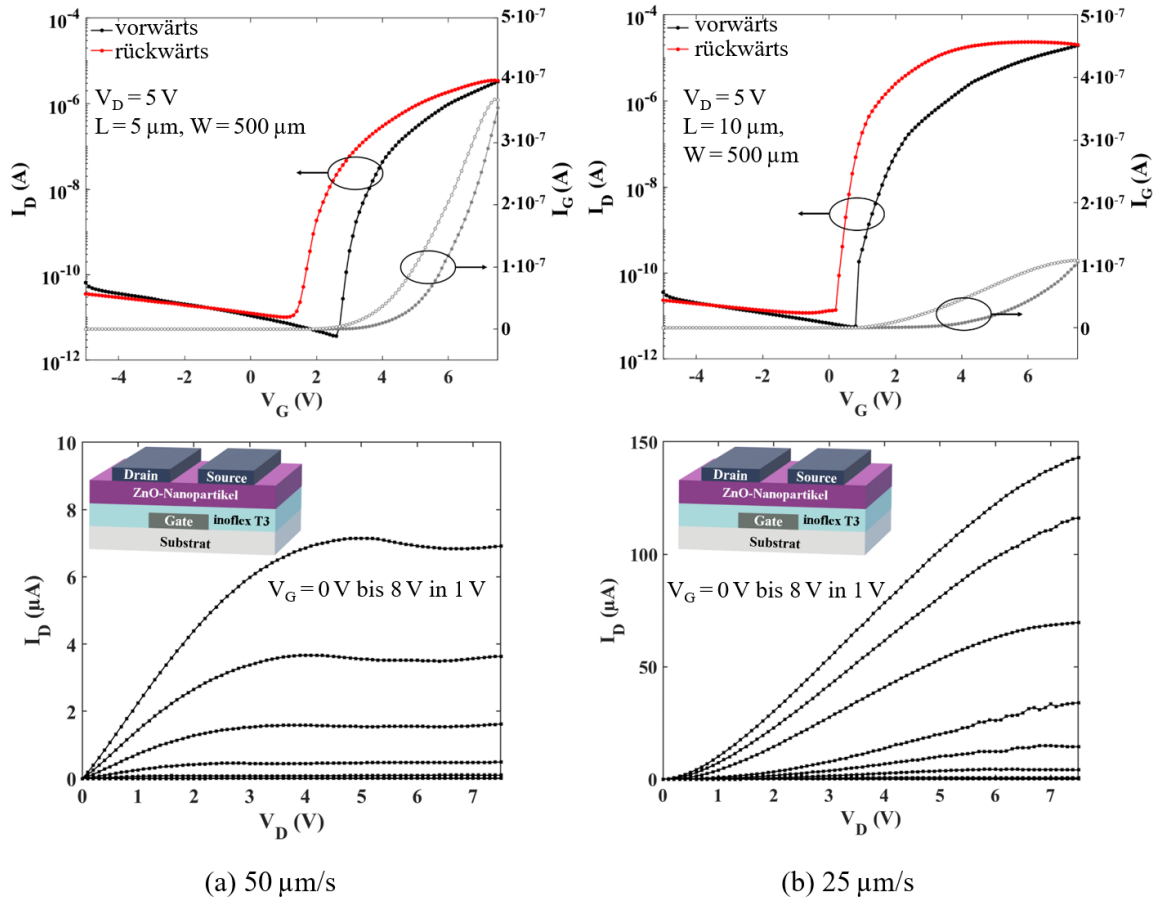 10⁻⁴
10⁻⁶
10⁻⁸
10⁻¹⁰
10⁻¹²
I_D (A)
vorwärts
rückwärts
V_D = 5 V
L = 5 µm, W = 500 µm
5·10⁻⁷
4·10⁻⁷
3·10⁻⁷
2·10⁻⁷
1·10⁻⁷
0
I_G (A)
-4 -2 0 2 4 6
V_G (V)
10⁻⁴
10⁻⁶
10⁻⁸
10⁻¹⁰
10⁻¹²
I_D (A)
vorwärts
rückwärts
V_D = 5 V
L = 10 µm,
W = 500 µm
5·10⁻⁷
4·10⁻⁷
3·10⁻⁷
2·10⁻⁷
1·10⁻⁷
0
I_G (A)
-4 -2 0 2 4 6
V_G (V)
10
8
6
4
2
0
I_D (µA)
Drain Source
ZnO-Nanopartikel
Gate inoflex T3
Substrat
V_G = 0 V bis 8 V in 1 V
0 1 2 3 4 5 6 7
V_D (V)
(a) 50 µm/s
150
100
50
0
I_D (µA)
Drain Source
ZnO-Nanopartikel
Gate inoflex T3
Substrat
V_G = 0 V bis 8 V in 1 V
0 1 2 3 4 5 6 7
V_D (V)
(b) 25 µm/s